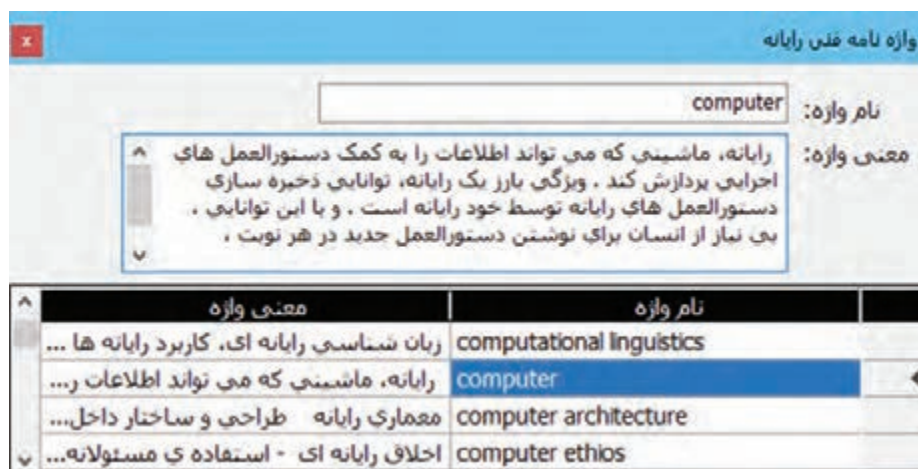 واژه نامه فنی رایانه
نام واژه: computer
معنی واژه: رایانه، ماشینی که می تواند اطلاعات را به کمک دستورالعمل های
اجرایی پردازش کند . ویژگی بارز یک رایانه، توانایی ذخیره سازی
دستورالعمل های رایانه توسط خود رایانه است . و با این توانایی ،
بی نیاز از انسان برای نوشتن دستورالعمل جدید در هر نوبت ،
نام واژه معنی واژه
computational linguistics زبان شناسی رایانه ای، کاربرد رایانه ها ...
computer رایانه، ماشینی که می تواند اطلاعات ر...
computer architecture معماری رایانه طراحی و ساختار داخل...
computer ethios اخلاق رایانه ای - استفاده ی مسئولانه...